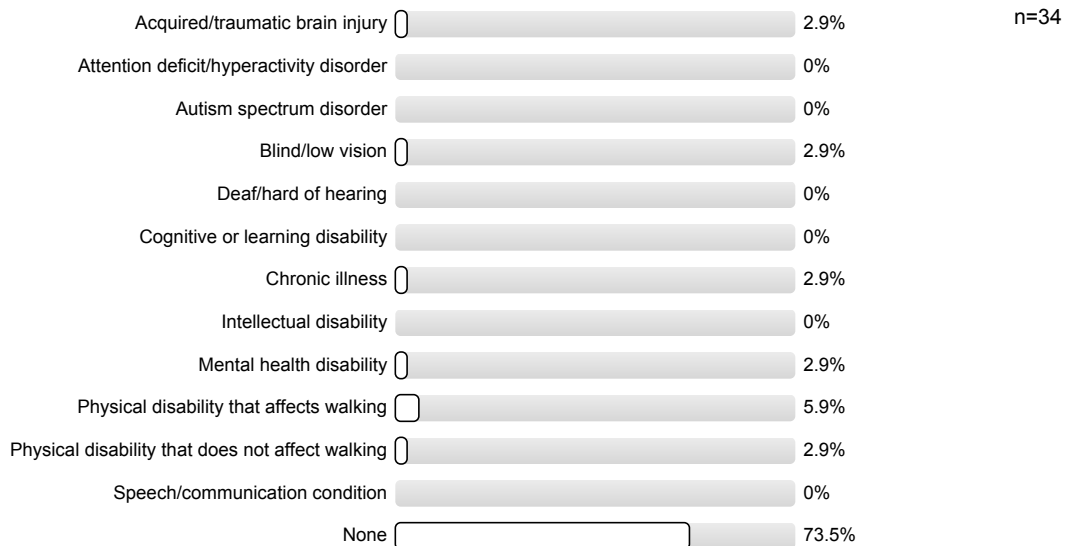 Acquired/traumatic brain injury 2.9% n=34
Attention deficit/hyperactivity disorder 0%
Autism spectrum disorder 0%
Blind/low vision 2.9%
Deaf/hard of hearing 0%
Cognitive or learning disability 0%
Chronic illness 2.9%
Intellectual disability 0%
Mental health disability 2.9%
Physical disability that affects walking 5.9%
Physical disability that does not affect walking 2.9%
Speech/communication condition 0%
None 73.5%